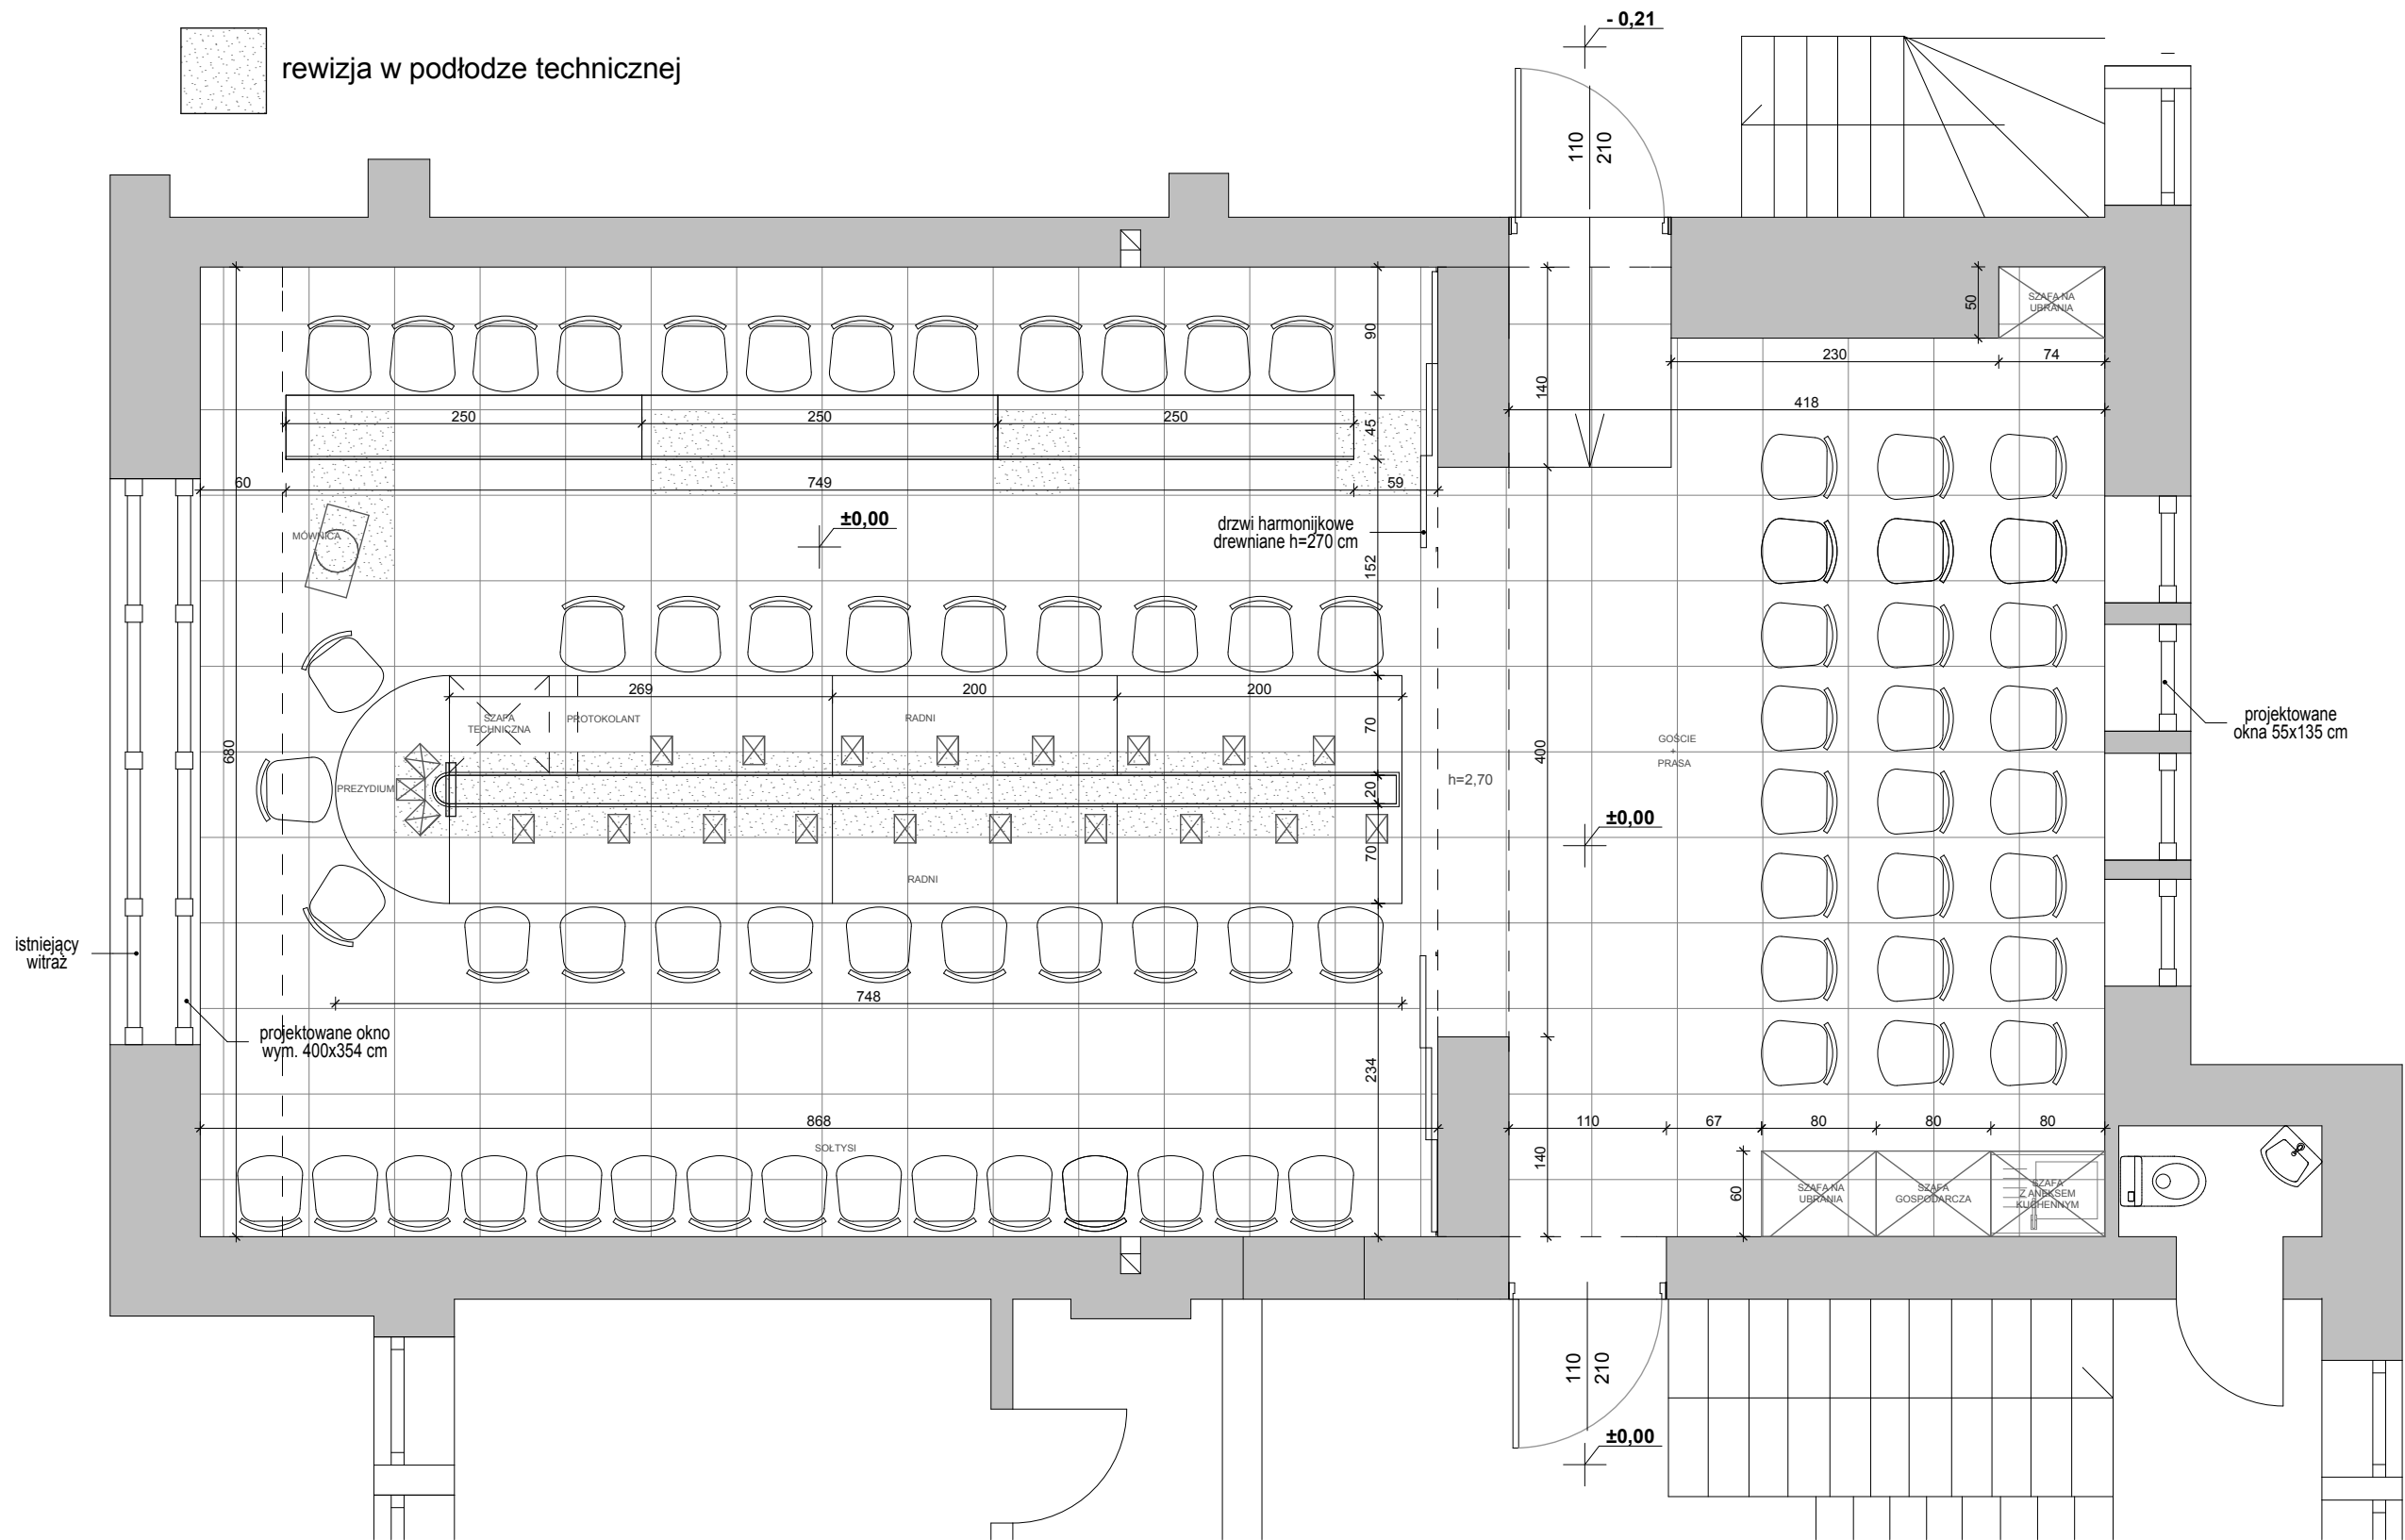 - 0,21
rewizja w podłodze technicznej
110
210
SZAFA NA
UBRANIA
50
90
230
74
140
418
250
250
250
45
60
749
59
MÓWNICA
±0,00
drzwi harmonijkowe
drewniane h=270 cm
152
269
200
200
SZAFA
TECHNICZNA
PROTOKOLANT
RADNI
70
projektowane
okna 55x135 cm
GOŚCIE
+
PRASA
680
400
h=2,70
PREZYDIUM
20
±0,00
70
RADNI
istniejący
witraż
748
projektowane okno
wym. 400x354 cm
234
868
110
67
80
80
80
SOŁTYSI
140
60
SZAFA NA
UBRANIA
SZAFA
GOSPODARCZA
SZAFA
Z ANEKSEM
KUCHENNYM
110
210
±0,00